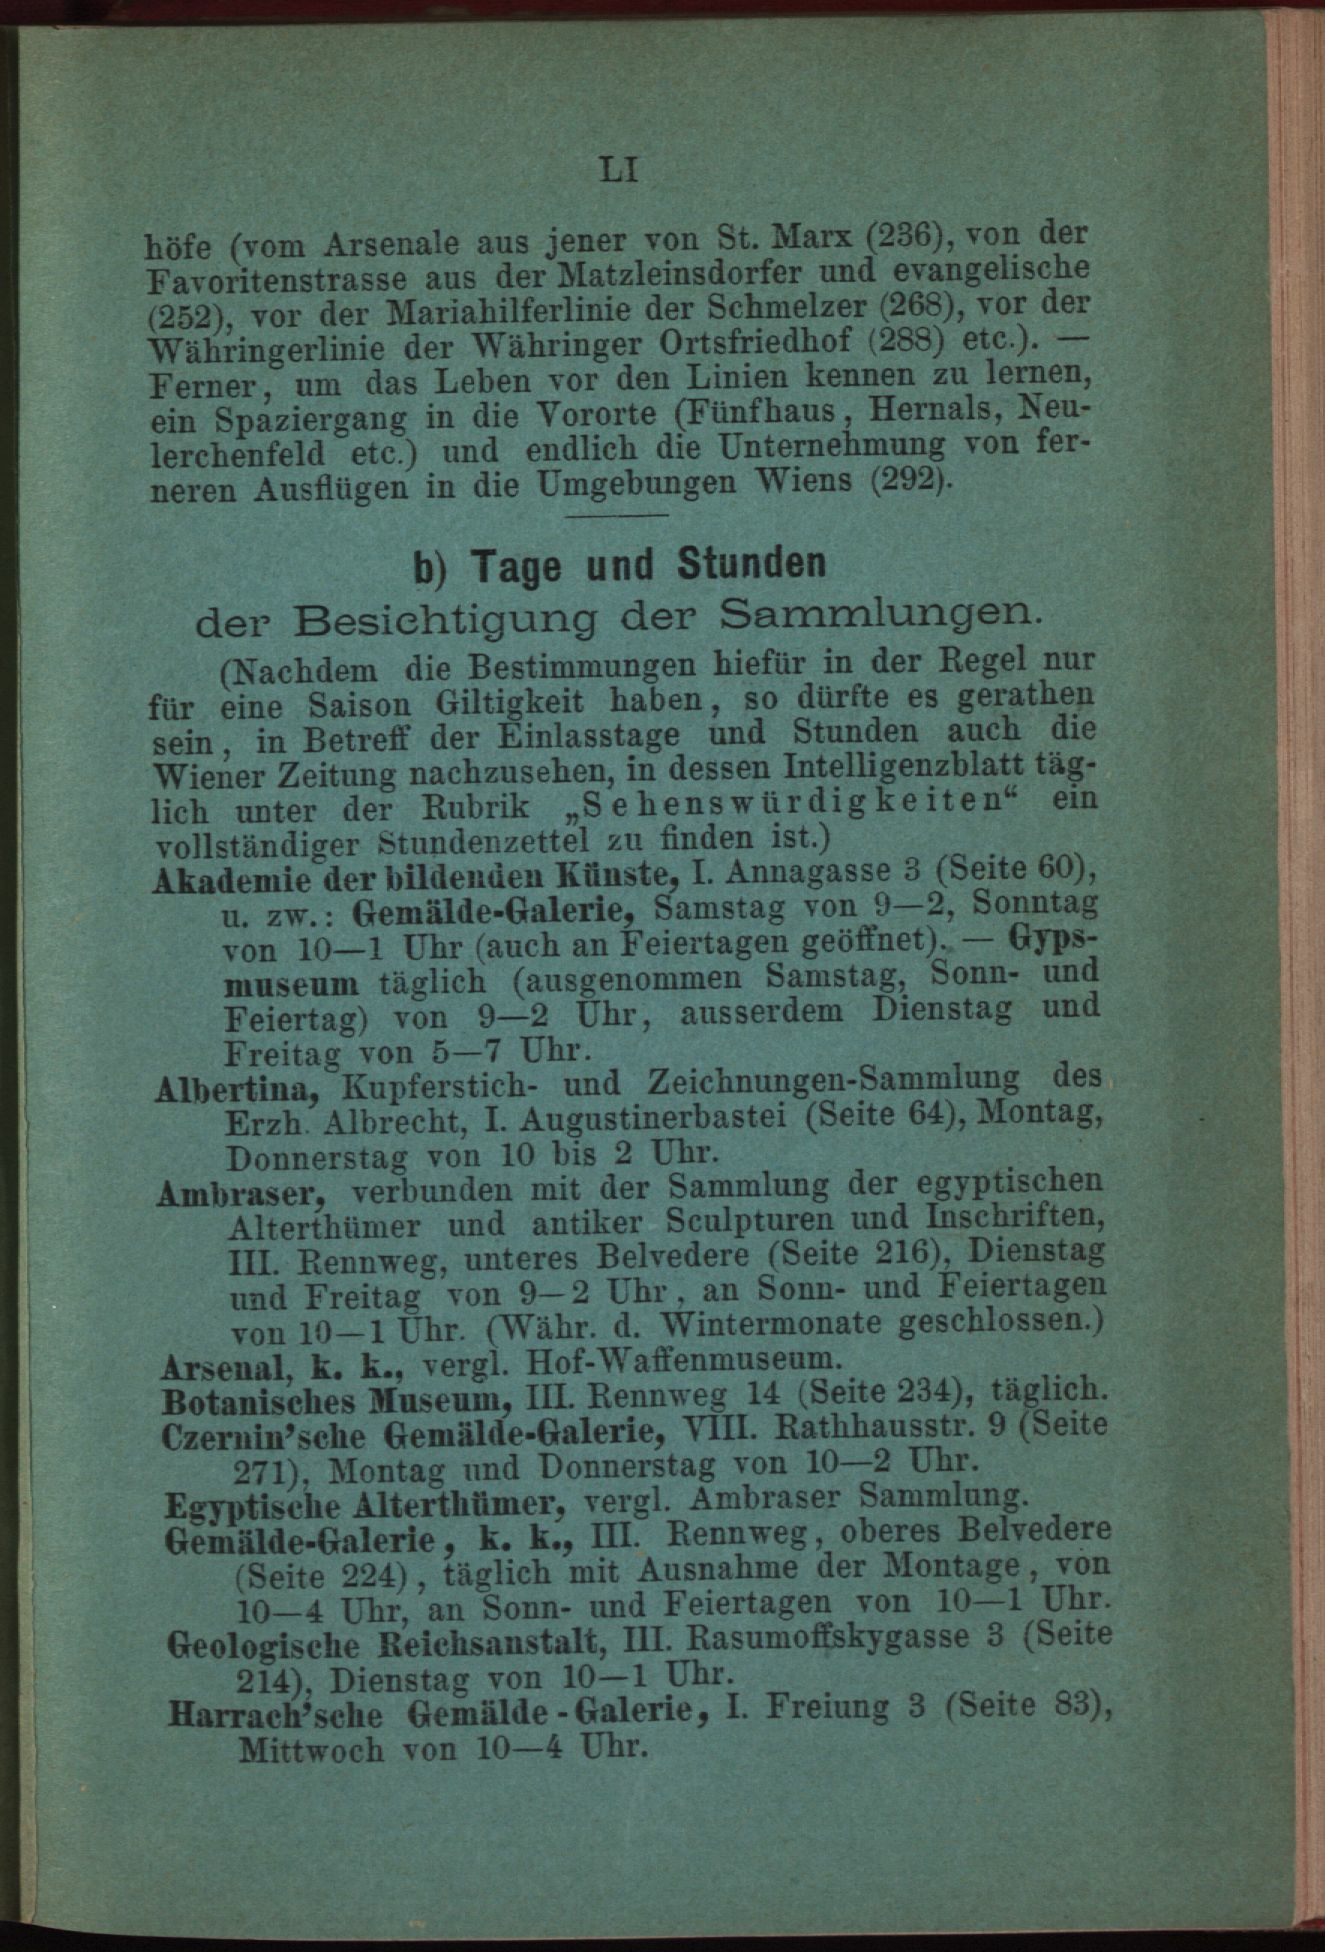 LI
höfe (vom Arsenale aus jener von St. Marx (236), von der
Favoritenstrasse aus der Matzleinsdorfer und evangelische
(252), vor der Mariahilferlinie der Schmelzer (268), vor der
Währingerlinie der Währinger Ortsfriedhof (288) etc.). —
Ferner, um das Leben vor den Linien kennen zu lernen,
ein Spaziergang in die Vororte (Fünfhaus, Hernals, Neu-
lerchenfeld etc.) und endlich die Unternehmung von fer-
neren Ausflügen in die Umgebungen Wiens (292).
b) Tage und Stunden
der Besichtigung der Sammlungen.
(Nachdem die Bestimmungen hiefür in der Regel nur
für eine Saison Giltigkeit haben, so dürfte es gerathen
sein, in Betreff der Einlasstage und Stunden auch die
Wiener Zeitung nachzusehen, in dessen Intelligenzblatt täg-
lich unter der Rubrik „Sehenswürdigkeiten“ ein
vollständiger Stundenzettel zu finden ist.)
Akademie der bildenden Künste, I. Annagasse 3 (Seite 60),
u. zw.: Gemälde-Galerie, Samstag von 9—2, Sonntag
von 10—1 Uhr (auch an Feiertagen geöffnet). — Gyps-
museum täglich (ausgenommen Samstag, Sonn- und
Feiertag) von 9—2 Uhr, ausserdem Dienstag und
Freitag von 5—7 Uhr.
Albertina, Kupferstich- und Zeichnungen-Sammlung des
Erzh. Albrecht, I. Augustinerbastei (Seite 64), Montag,
Donnerstag von 10 bis 2 Uhr.
Ambraser, verbunden mit der Sammlung der egyptischen
Alterthümer und antiker Sculpturen und Inschriften,
III. Rennweg, unteres Belvedere (Seite 216), Dienstag
und Freitag von 9—2 Uhr, an Sonn- und Feiertagen
von 10—1 Uhr. (Währ. d. Wintermonate geschlossen.)
Arsenal, k. k., vergl. Hof-Waffenmuseum.
Botanisches Museum, III. Rennweg 14 (Seite 234), täglich.
Czernin'sche Gemälde-Galerie, VIII. Rathhausstr. 9 (Seite
271), Montag und Donnerstag von 10—2 Uhr.
Egyptische Alterthümer, vergl. Ambraser Sammlung.
Gemälde-Galerie, k. k., III. Rennweg, oberes Belvedere
(Seite 224), täglich mit Ausnahme der Montage, von
10—4 Uhr, an Sonn- und Feiertagen von 10—1 Uhr.
Geologische Reichsanstalt, III. Rasumoffskygasse 3 (Seite
214), Dienstag von 10—1 Uhr.
Harrach'sche Gemälde-Galerie, I. Freiung 3 (Seite 83),
Mittwoch von 10—4 Uhr.